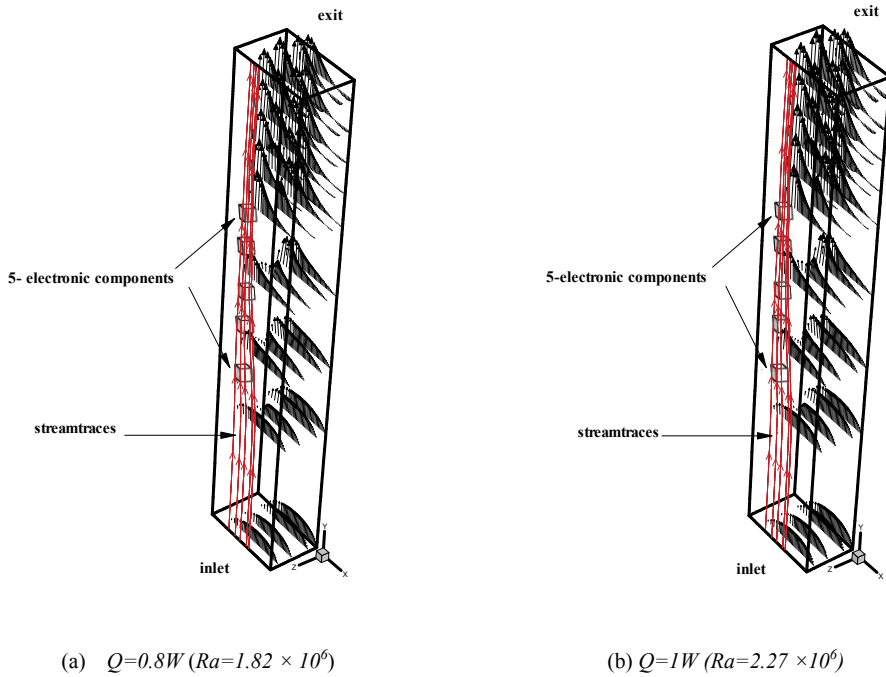 exit
exit
5- electronic components
5-electronic components
streamtraces
streamtraces
inlet
inlet
Y
Z
X
Y
Z
X
(a) Q=0.8W (Ra=1.82 × 10⁶)
(b) Q=1W (Ra=2.27 ×10⁶)